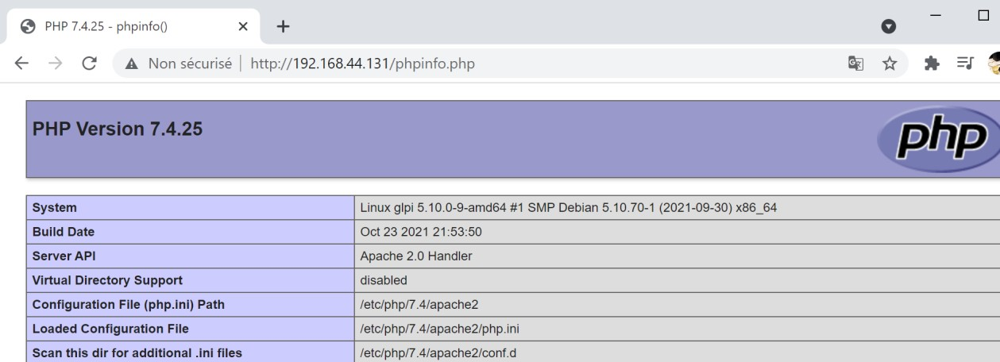 PHP 7.4.25 - phpinfo()
Non sécurisé | http://192.168.44.131/phpinfo.php
PHP Version 7.4.25
php
System Linux glpi 5.10.0-9-amd64 #1 SMP Debian 5.10.70-1 (2021-09-30) x86_64
Build Date Oct 23 2021 21:53:50
Server API Apache 2.0 Handler
Virtual Directory Support disabled
Configuration File (php.ini) Path /etc/php/7.4/apache2
Loaded Configuration File /etc/php/7.4/apache2/php.ini
Scan this dir for additional .ini files /etc/php/7.4/apache2/conf.d